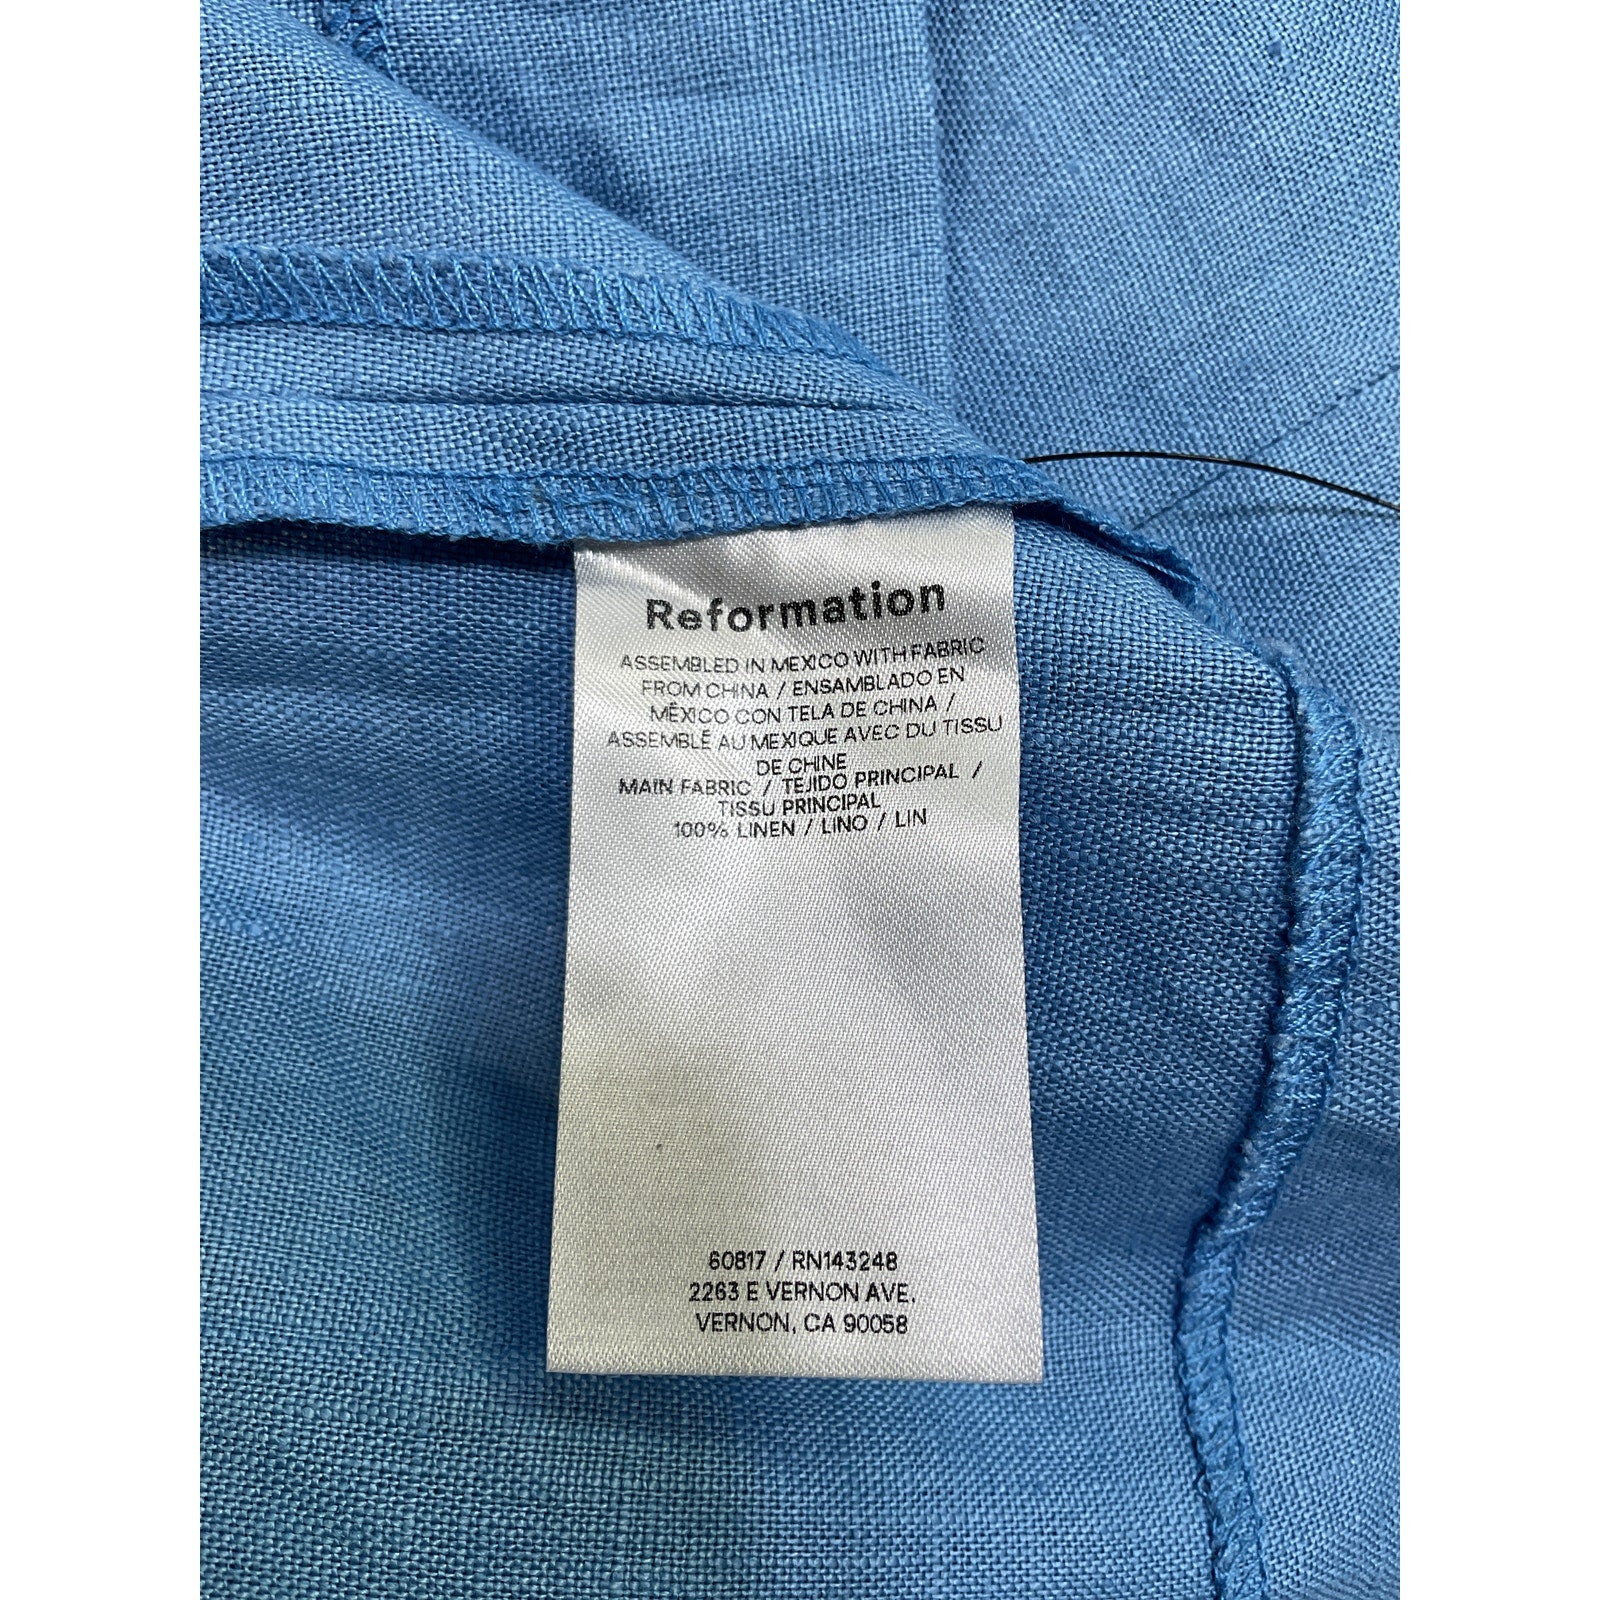 Reformation
ASSEMBLED IN MEXICO WITH FABRIC
FROM CHINA / ENSAMBLADO EN
MÉXICO CON TELA DE CHINA /
ASSEMBLÉ AU MEXIQUE AVEC DU TISSU
DE CHINE
MAIN FABRIC / TEJIDO PRINCIPAL /
TISSU PRINCIPAL
100% LINEN / LINO / LIN
60817 / RN143248
2263 E VERNON AVE.
VERNON, CA 90058